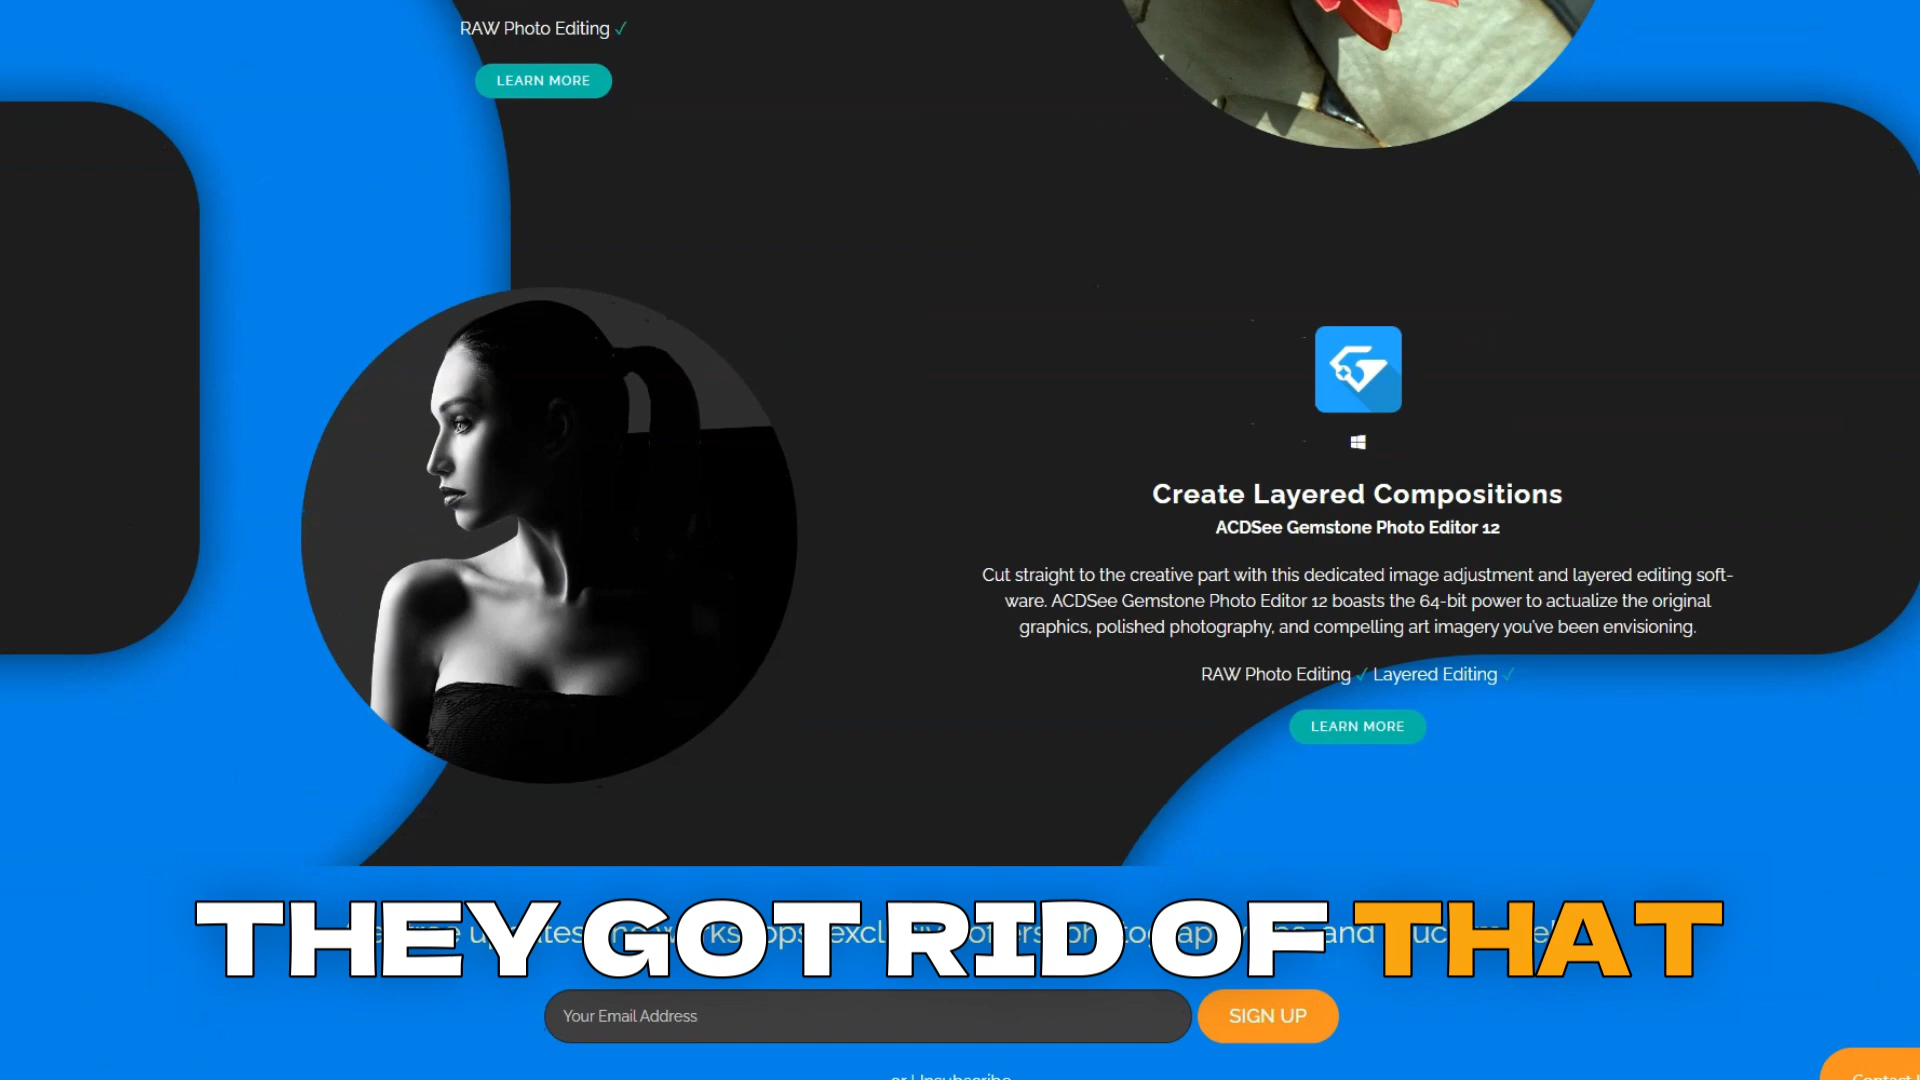 RAW Photo Editing ✓
LEARN MORE
Create Layered Compositions
ACDSee Gemstone Photo Editor 12
Cut straight to the creative part with this dedicated image adjustment and layered editing soft-
ware. ACDSee Gemstone Photo Editor 12 boasts the 64-bit power to actualize the original
graphics, polished photography, and compelling art imagery you've been envisioning.
RAW Photo Editing ✓ Layered Editing ✓
LEARN MORE
THEY GOT RID OF THAT
Your Email Address
SIGN UP
or Unsubscribe